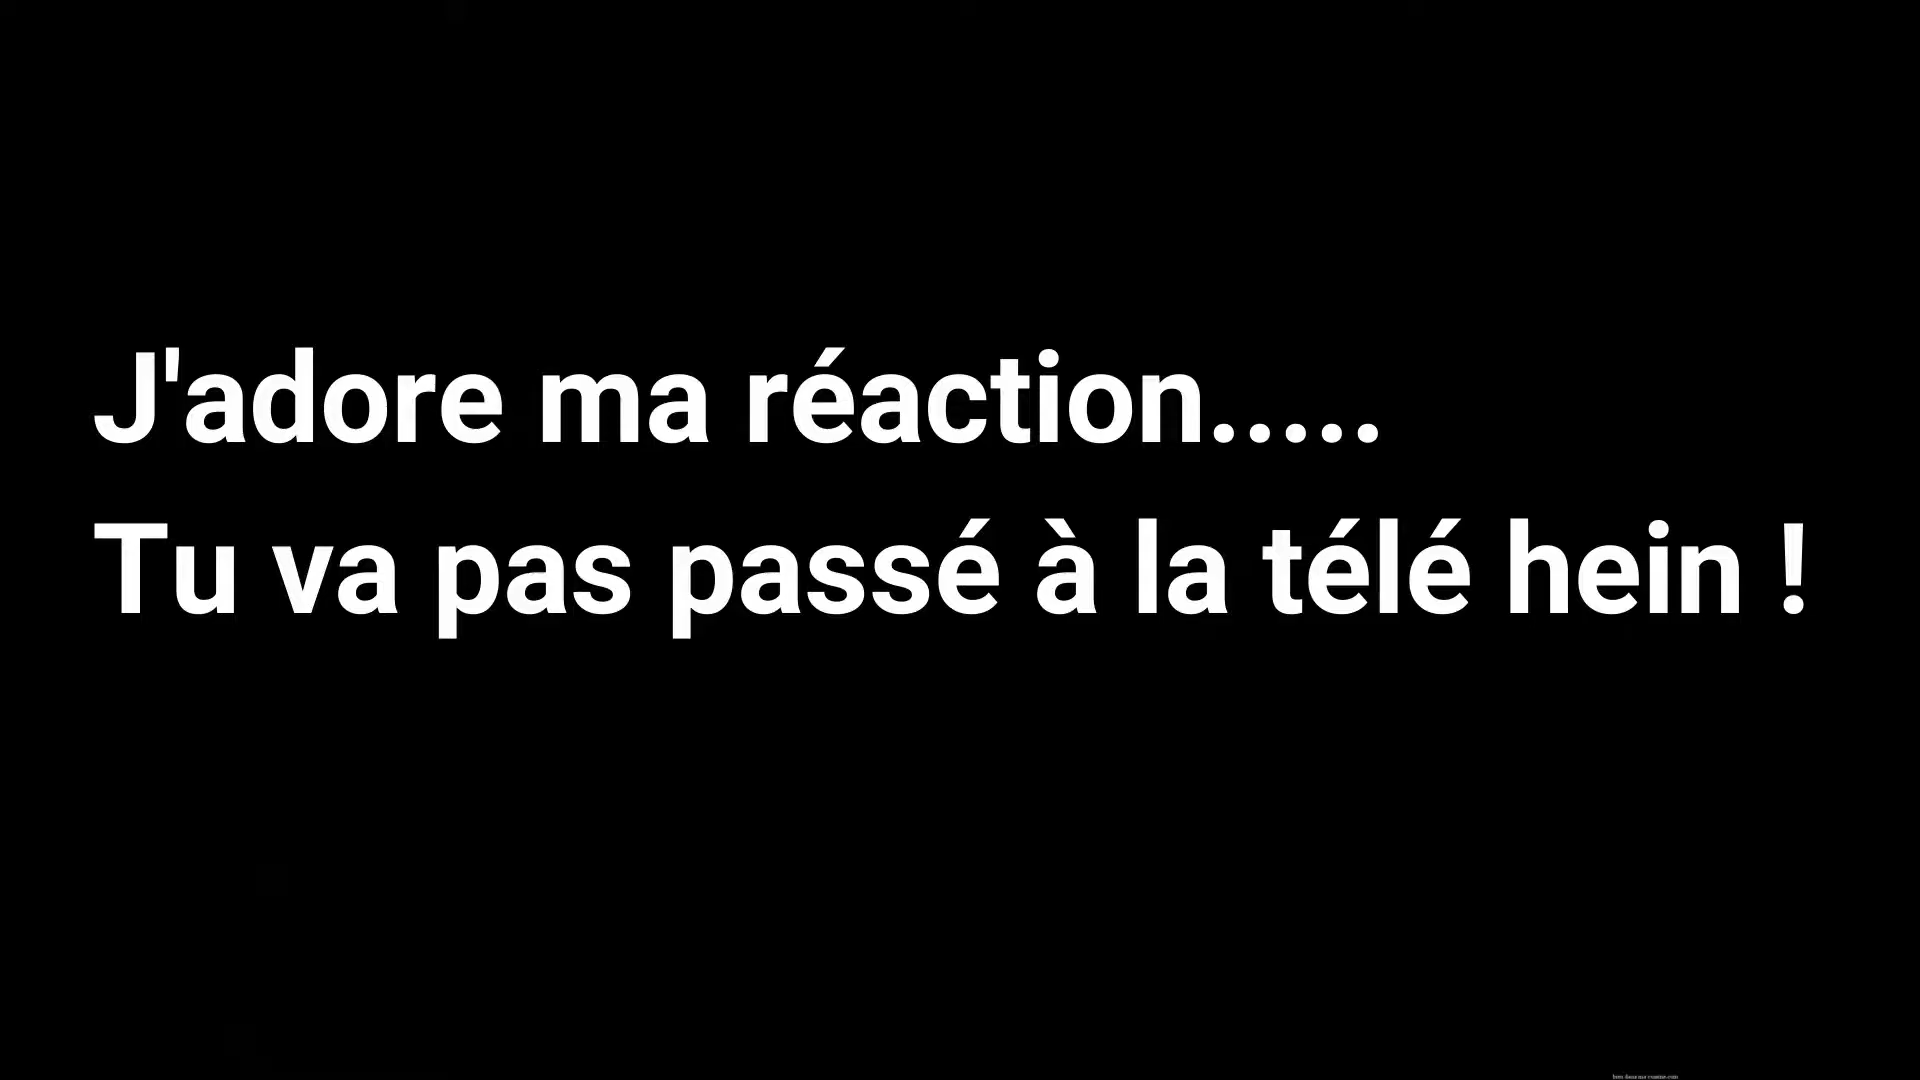 J'adore ma réaction.....
Tu va pas passé à la télé hein !